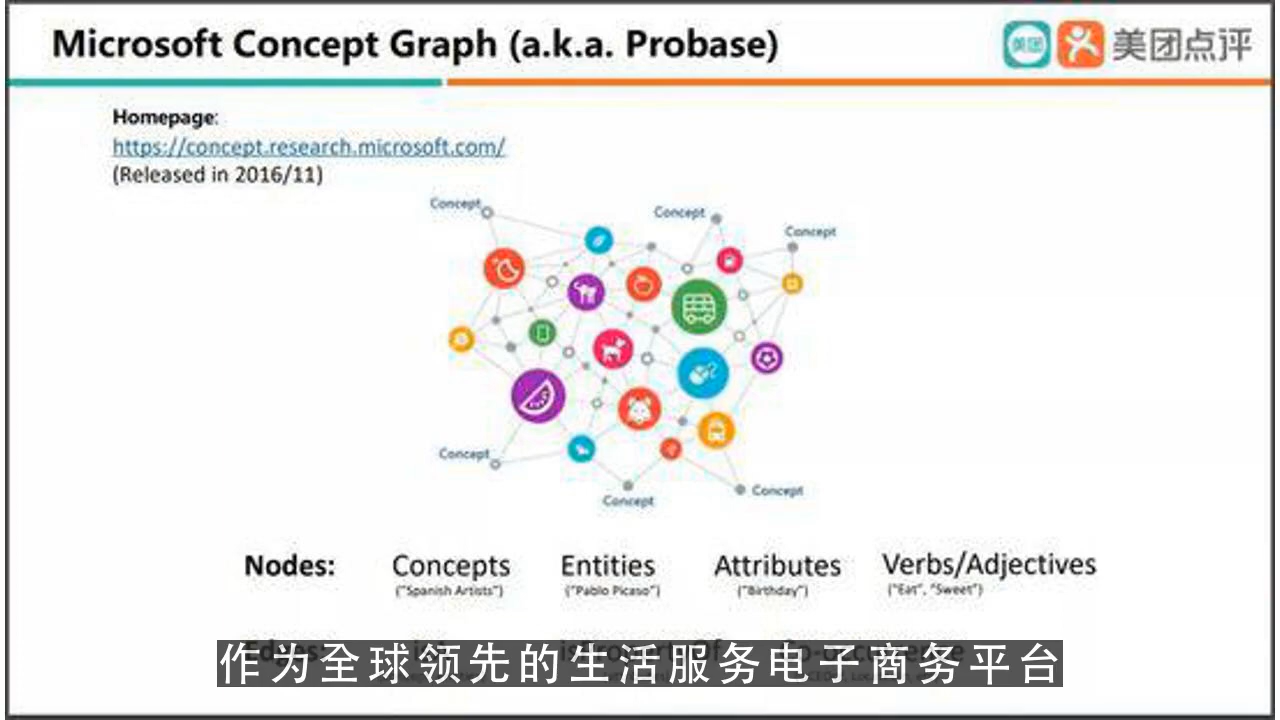 Microsoft Concept Graph (a.k.a. Probase)
美团
美团点评
Homepage:
https://concept.research.microsoft.com/
(Released in 2016/11)
Concept
Concept
Concept
Concept
Concept
Concept
Nodes: Concepts Entities Attributes Verbs/Adjectives
("Spanish Artists") ("Pablo Picaso") ("Birthday") ("Eat", "Sweet")
作为全球领先的生活服务电子商务平台